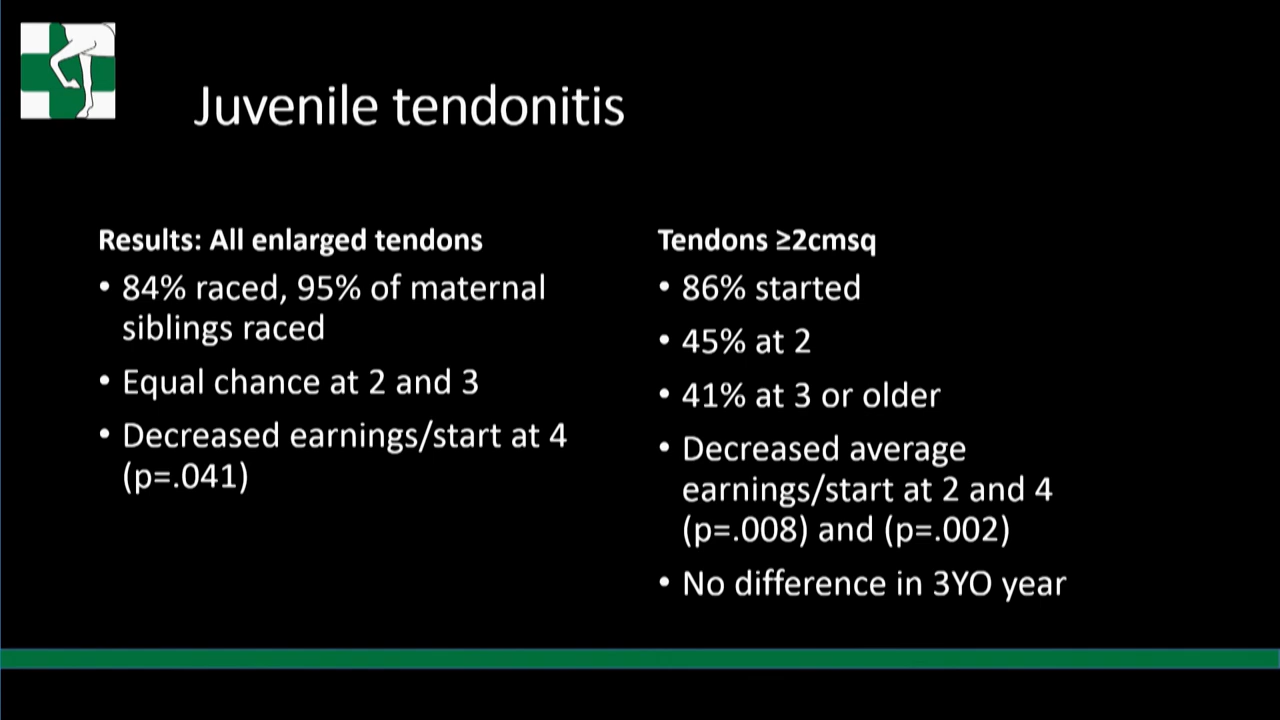 Juvenile tendonitis
Results: All enlarged tendons
• 84% raced, 95% of maternal
siblings raced
• Equal chance at 2 and 3
• Decreased earnings/start at 4
(p=.041)
Tendons ≥2cmsq
• 86% started
• 45% at 2
• 41% at 3 or older
• Decreased average
earnings/start at 2 and 4
(p=.008) and (p=.002)
• No difference in 3YO year